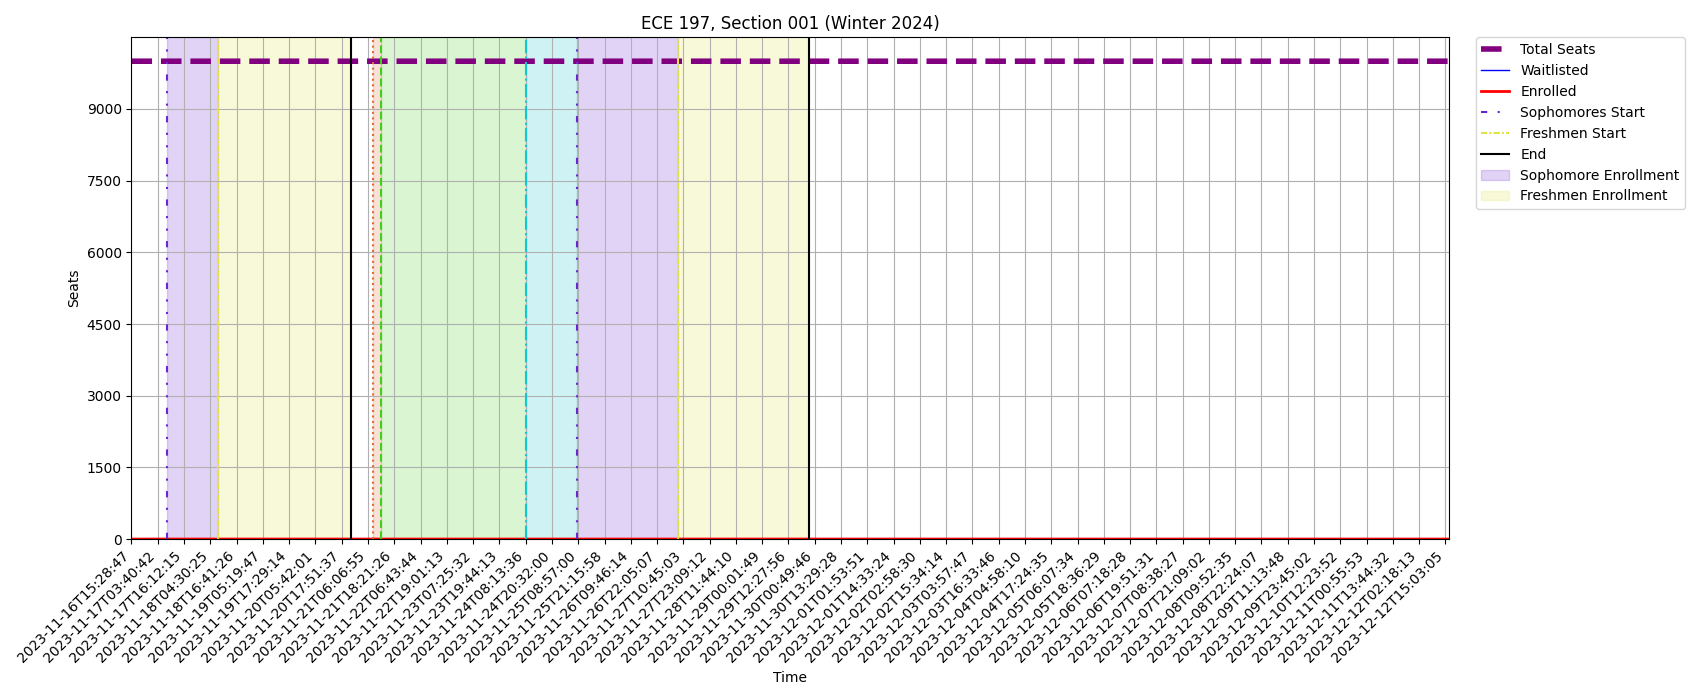 ECE 197, Section 001 (Winter 2024)
Total Seats
Waitlisted
Enrolled
Sophomores Start
Freshmen Start
End
Sophomore Enrollment
Freshmen Enrollment
Seats
9000
7500
6000
4500
3000
1500
0
2023-11-16T15:28:47
2023-11-17T03:40:42
2023-11-17T16:12:15
2023-11-18T04:30:25
2023-11-18T16:41:26
2023-11-19T05:19:47
2023-11-19T17:29:14
2023-11-20T05:42:01
2023-11-20T17:51:37
2023-11-21T06:06:55
2023-11-21T18:21:26
2023-11-22T06:43:44
2023-11-22T19:01:13
2023-11-23T07:25:32
2023-11-23T19:44:13
2023-11-24T08:13:36
2023-11-24T20:32:00
2023-11-25T08:57:00
2023-11-25T21:15:58
2023-11-26T09:46:14
2023-11-26T22:05:07
2023-11-27T10:45:03
2023-11-27T23:09:12
2023-11-28T11:44:10
2023-11-29T00:01:49
2023-11-29T12:27:56
2023-11-30T00:49:46
2023-11-30T13:29:28
2023-12-01T01:53:51
2023-12-01T14:33:24
2023-12-02T02:58:30
2023-12-02T15:34:14
2023-12-03T03:57:47
2023-12-03T16:33:46
2023-12-04T04:58:10
2023-12-04T17:24:35
2023-12-05T06:07:34
2023-12-05T18:36:29
2023-12-06T07:18:28
2023-12-06T19:51:31
2023-12-07T08:38:27
2023-12-07T21:09:02
2023-12-08T09:52:35
2023-12-08T22:24:07
2023-12-09T11:13:48
2023-12-09T23:45:02
2023-12-10T12:23:52
2023-12-11T00:55:53
2023-12-11T13:44:32
2023-12-12T02:18:13
2023-12-12T15:03:05
Time